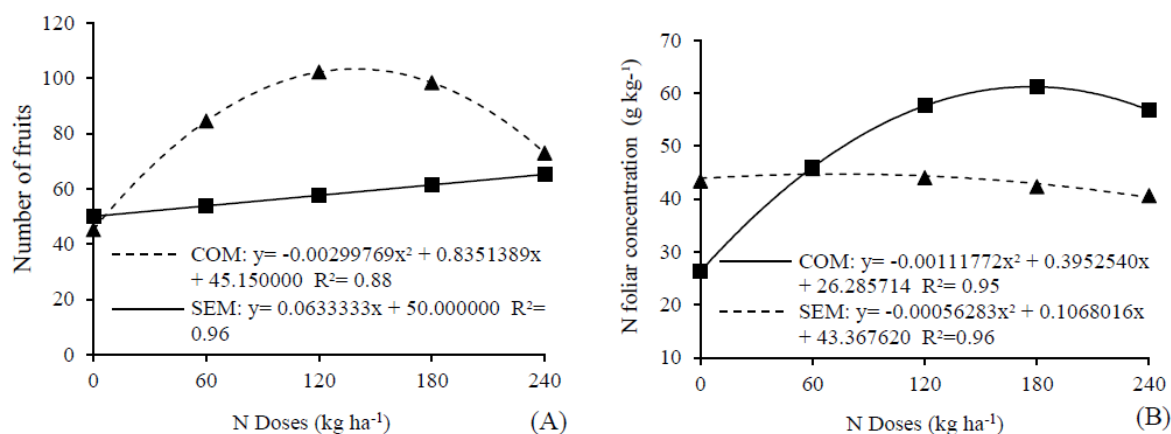 Number of fruits
120
100
80
60
40
20
0
COM: y= -0.00299769x² + 0.8351389x
+ 45.150000 R²= 0.88
SEM: y= 0.0633333x + 50.000000 R²=
0.96
0 60 120 180 240
N Doses (kg ha⁻¹)
(A)
N foliar concentration (g kg-¹)
70
60
50
40
30
20
10
COM: y= -0.00111772x² + 0.3952540x
+ 26.285714 R²= 0.95
SEM: y= -0.00056283x² + 0.1068016x
+ 43.367620 R²=0.96
0 60 120 180 240
N Doses (kg ha⁻¹)
(B)